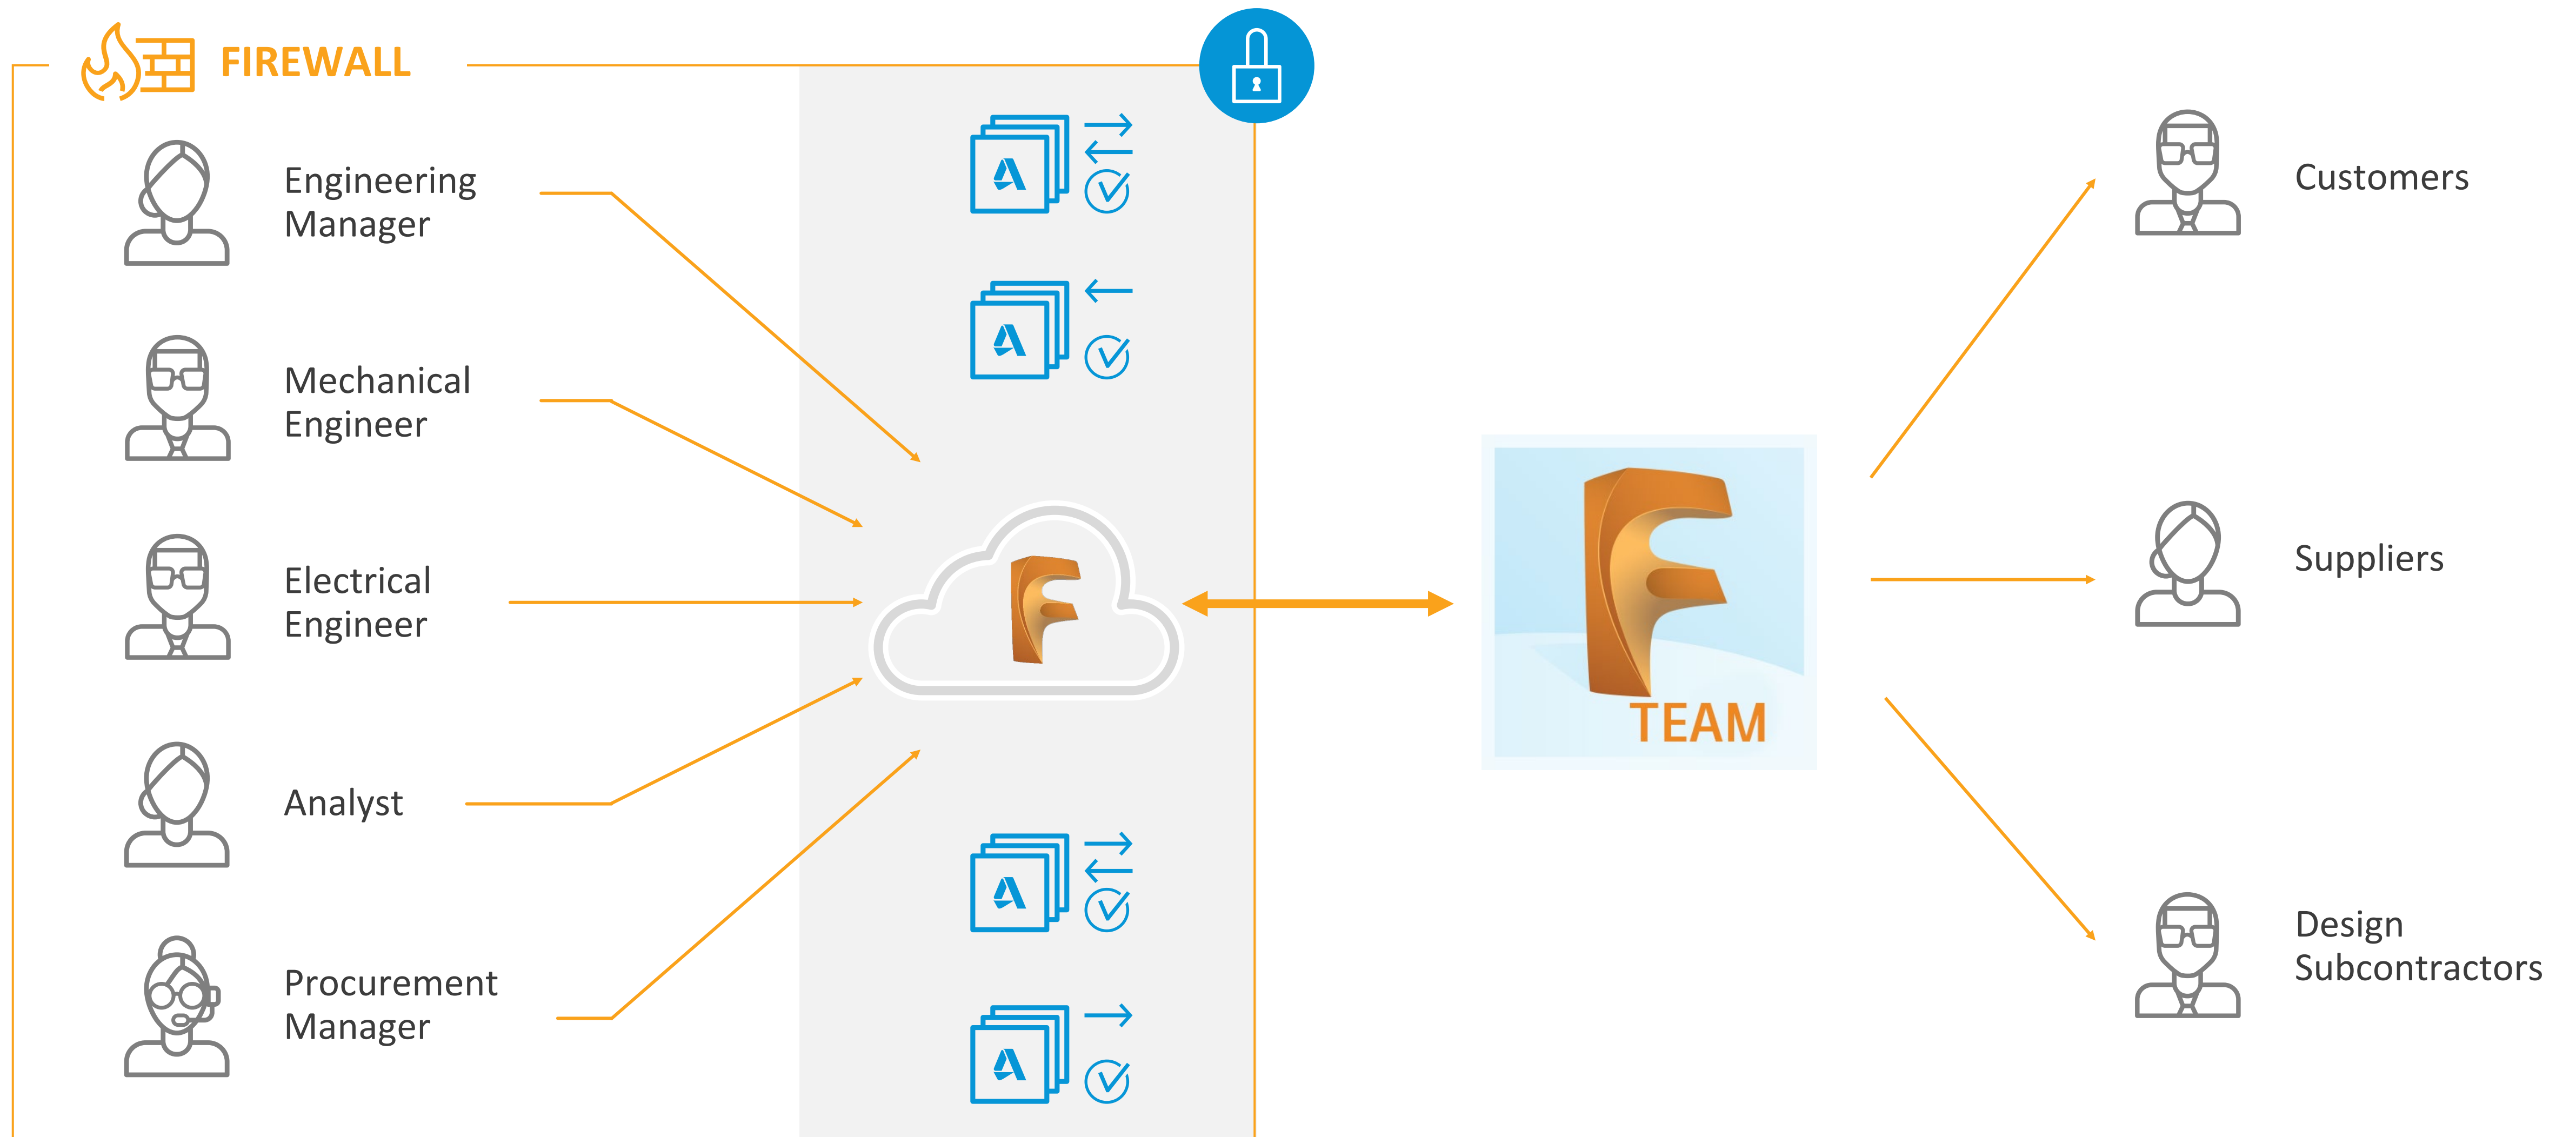 FIREWALL
Engineering
Manager
Mechanical
Engineer
Electrical
Engineer
Analyst
Procurement
Manager
F
F
TEAM
Customers
Suppliers
Design
Subcontractors